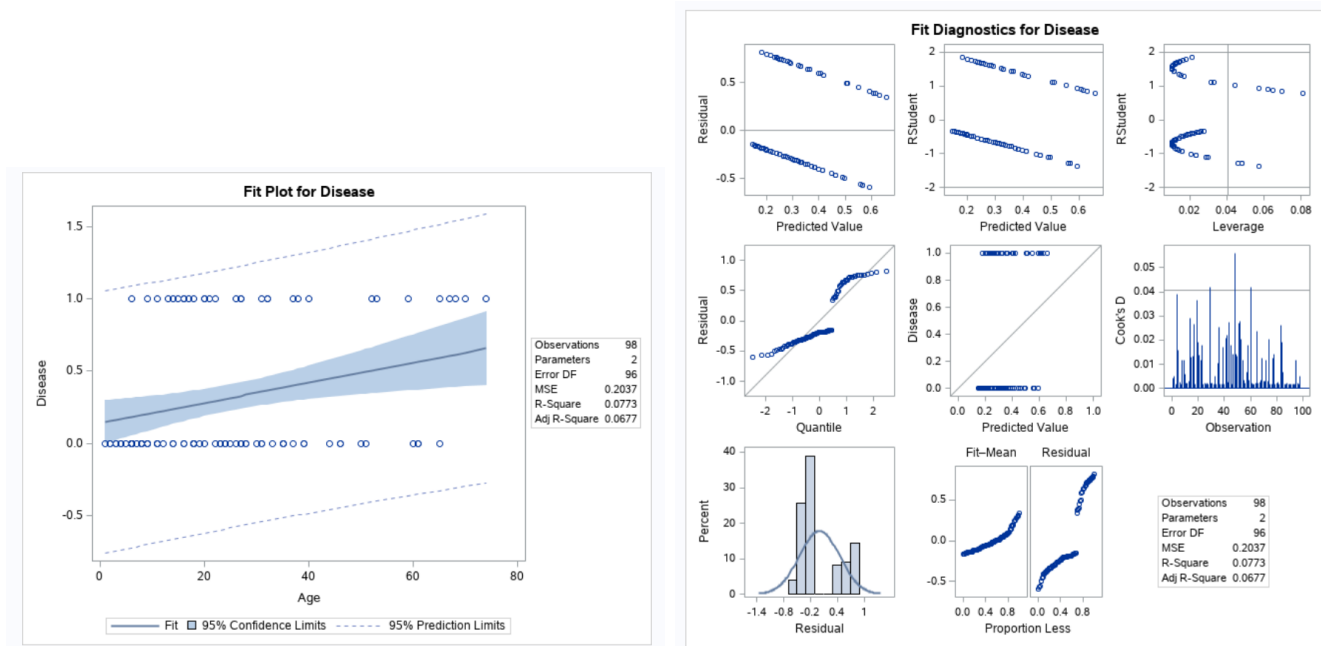 Fit Plot for Disease
1.5
1.0
0.5
0.0
-0.5
Disease
0 20 40 60 80
Age
Fit 95% Confidence Limits 95% Prediction Limits
Observations 98
Parameters 2
Error DF 96
MSE 0.2037
R-Square 0.0773
Adj R-Square 0.0677
Fit Diagnostics for Disease
0.5
0.0
-0.5
Residual
0.2 0.3 0.4 0.5 0.6
Predicted Value
2
1
0
-1
-2
RStudent
0.2 0.3 0.4 0.5 0.6
Predicted Value
2
1
0
-1
-2
RStudent
0.02 0.04 0.06 0.08
Leverage
1.0
0.5
0.0
-0.5
-1.0
Residual
-2 -1 0 1 2
Quantile
1.0
0.8
0.6
0.4
0.2
0.0
Disease
0.0 0.2 0.4 0.6 0.8 1.0
Predicted Value
0.05
0.04
0.03
0.02
0.01
0.00
Cook's D
0 20 40 60 80 100
Observation
40
30
20
10
0
Percent
-1.4 -0.8 -0.2 0.4 1
Residual
Fit–Mean Residual
0.5
0.0
-0.5
0.0 0.4 0.8 0.0 0.4 0.8
Proportion Less
Observations 98
Parameters 2
Error DF 96
MSE 0.2037
R-Square 0.0773
Adj R-Square 0.0677